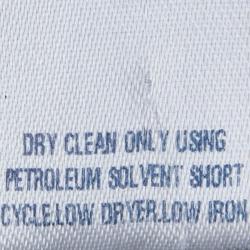 DRY CLEAN ONLY USING
PETROLEUM SOLVENT SHORT
CYCLE.LOW DRYER.LOW IRON